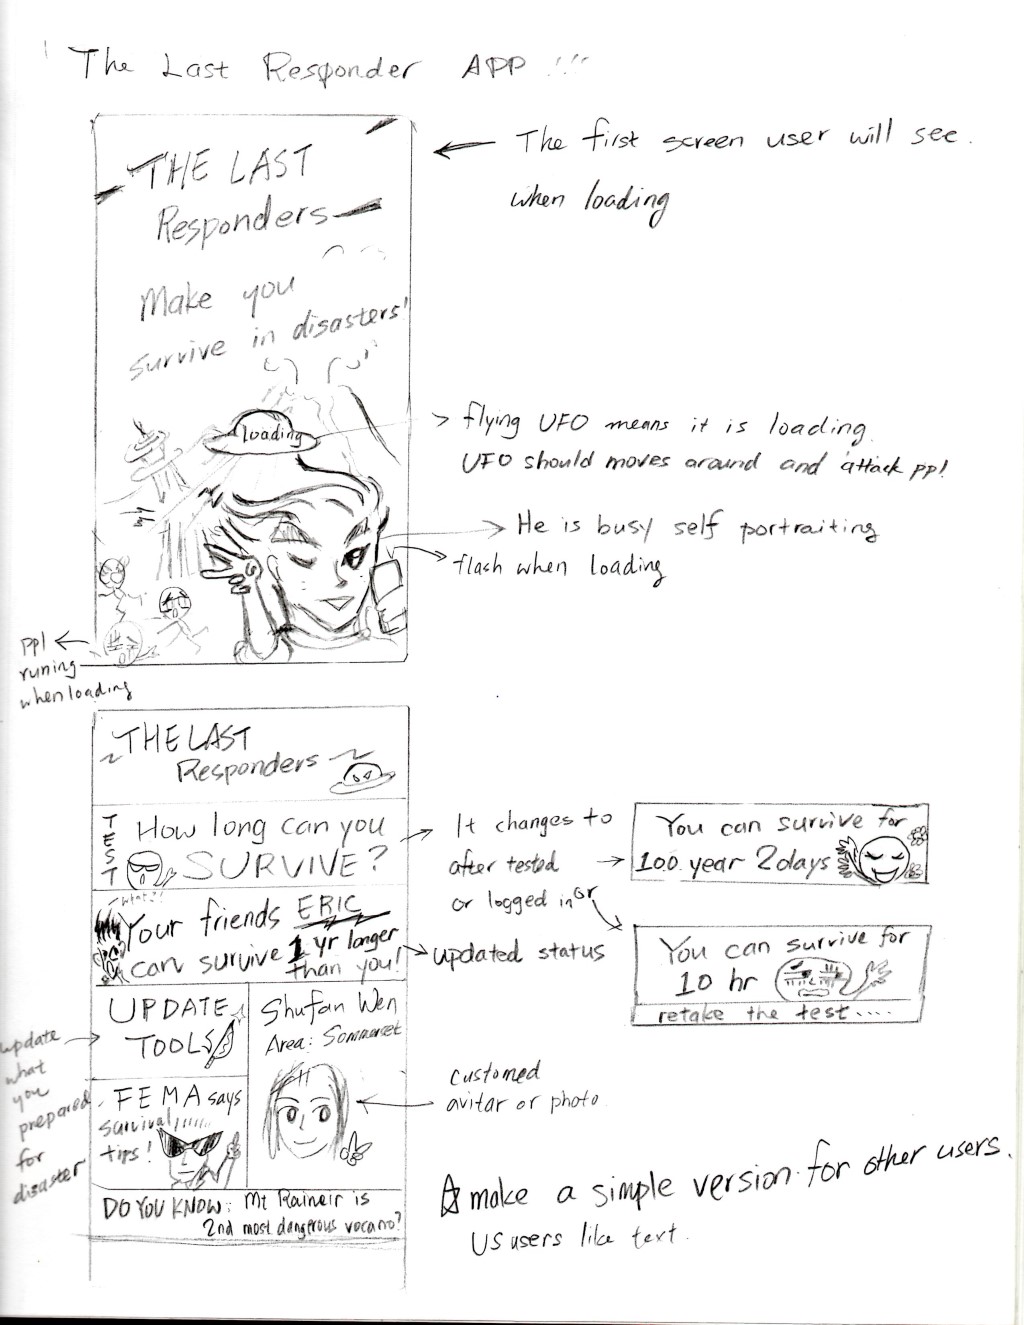 The Last Responder APP !!!
THE LAST
Responders
Make you
survive in disasters!
loading
The first screen user will see.
when loading
flying UFO means it is loading.
UFO should moves around and attack ppl
He is busy self portraiting
flash when loading
ppl
runing
when loading
THE LAST
Responders
TEST
How long can you
SURVIVE?
It changes to
after tested
or logged in
or
You can survive for
100 year 2days
What?!
Your friends ERIC
can survive 1 yr longer
than you!
updated status
You can survive for
10 hr
retake the test....
UPDATE
TOOLS
update
what
you
prepared
for
disaster
Shufan Wen
Area: Sommerset
FEMA says
survival
tips!
customed
avitar or photo
DO YOU KNOW: Mt Raineir is
2nd most dangerous vocano?
make a simple version for other users.
US users like text.